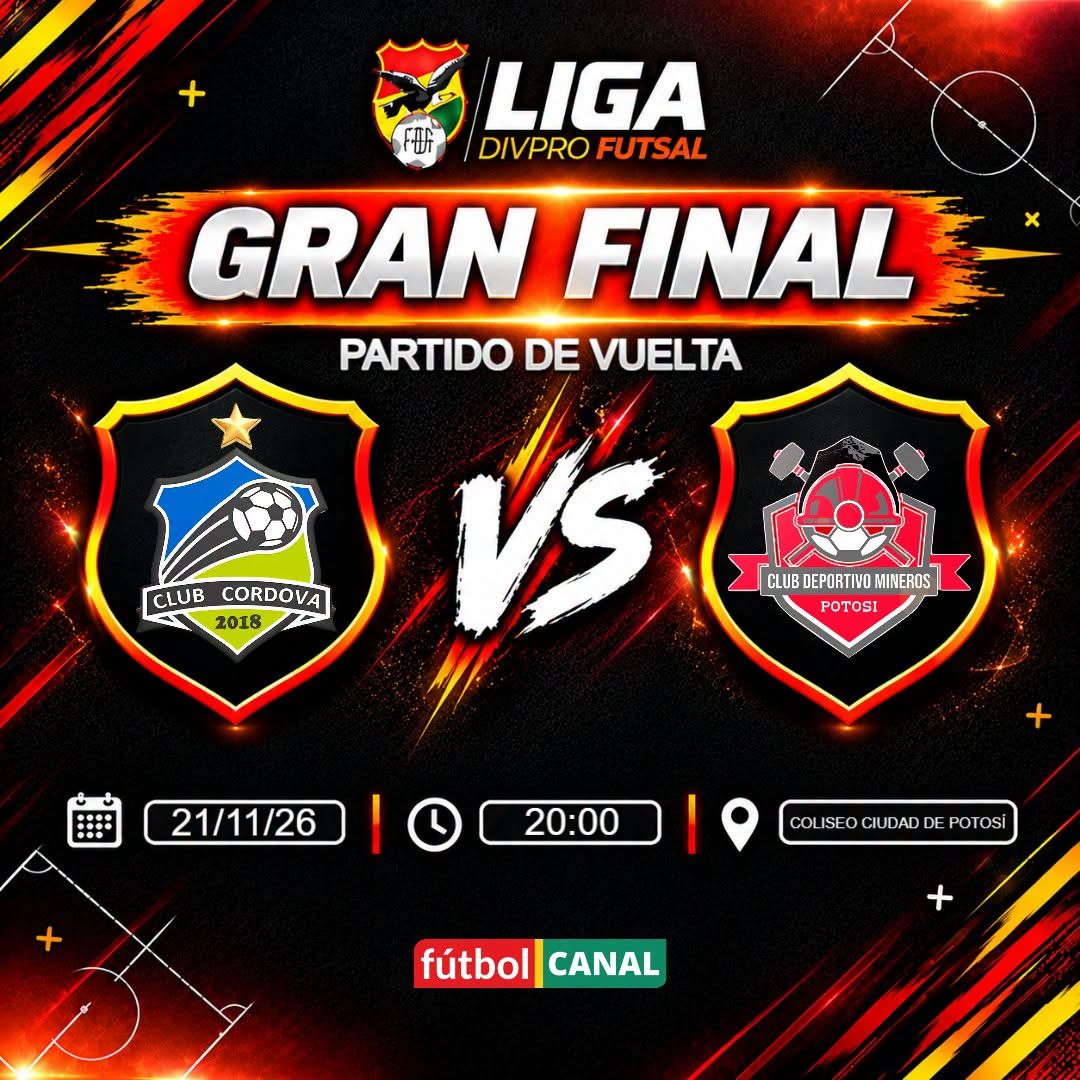 LIGA
DIVPRO FUTSAL
GRAN FINAL
PARTIDO DE VUELTA
CLUB CORDOVA
2018
VS
CLUB DEPORTIVO MINEROS
POTOSI
21/11/26
20:00
COLISEO CIUDAD DE POTOSÍ
fútbol CANAL